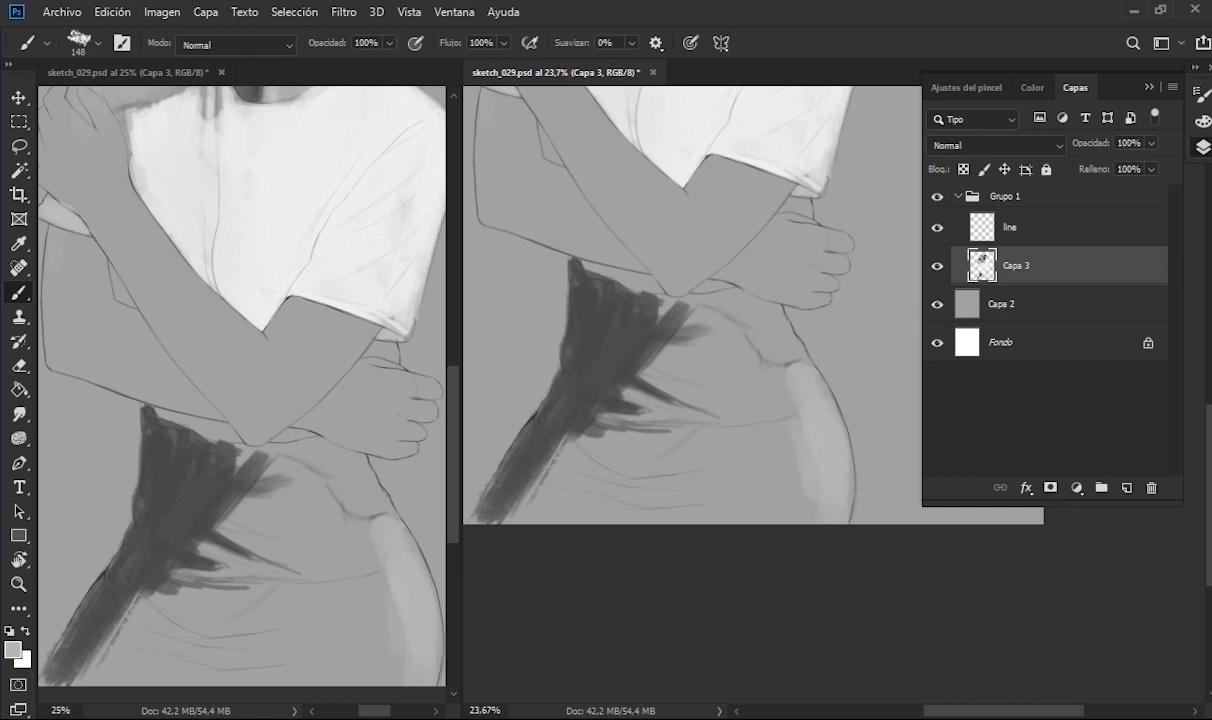 Ps Archivo Edición Imagen Capa Texto Selección Filtro 3D Vista Ventana Ayuda
148 Modo: Normal Opacidad: 100% Flujo: 100% Suavizar: 0%
sketch_029.psd al 25% (Capa 3, RGB/8) * sketch_029.psd al 23,7% (Capa 3, RGB/8) *
Ajustes del pincel Color Capas
Tipo
Normal Opacidad: 100%
Bloq.: Relleno: 100%
Grupo 1
line
Capa 3
Capa 2
Fondo
fx
25% Doc: 42,2 MB/54,4 MB 23,67% Doc: 42,2 MB/54,4 MB